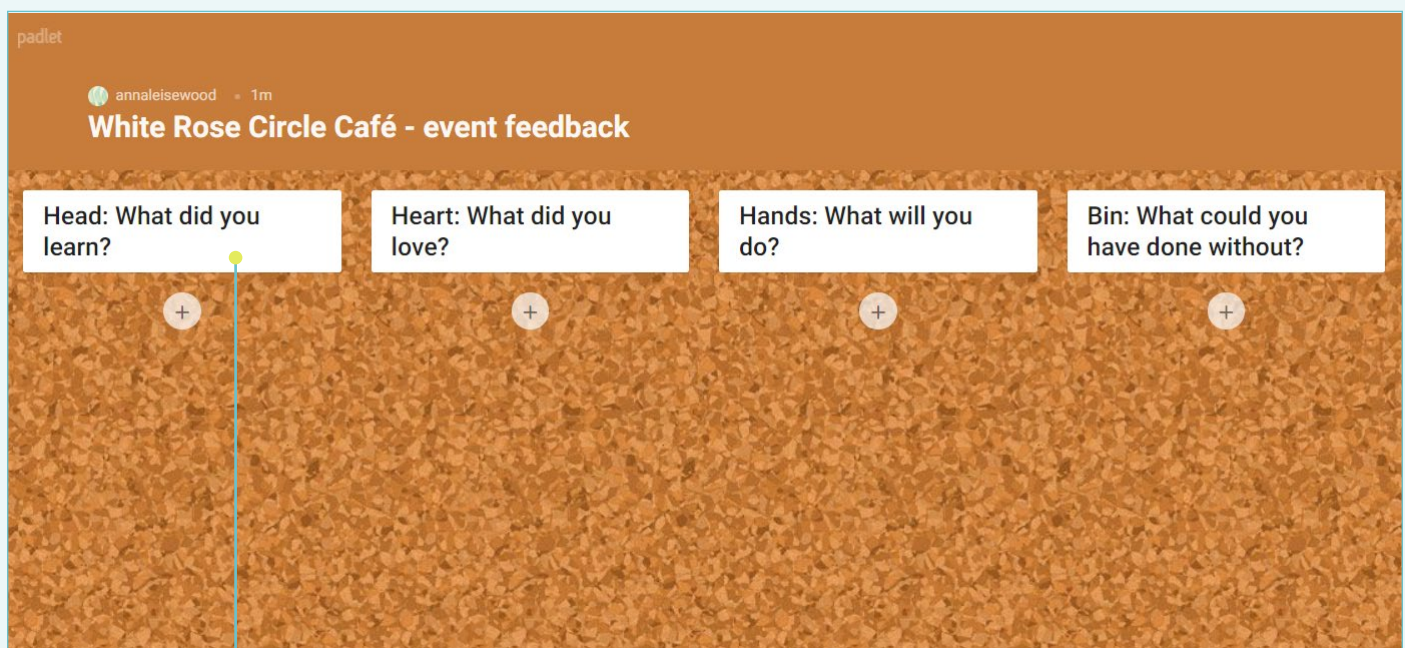 padlet
annaleisewood • 1m
White Rose Circle Café - event feedback
Head: What did you
learn?
Heart: What did you
love?
Hands: What will you
do?
Bin: What could you
have done without?
+
+
+
+